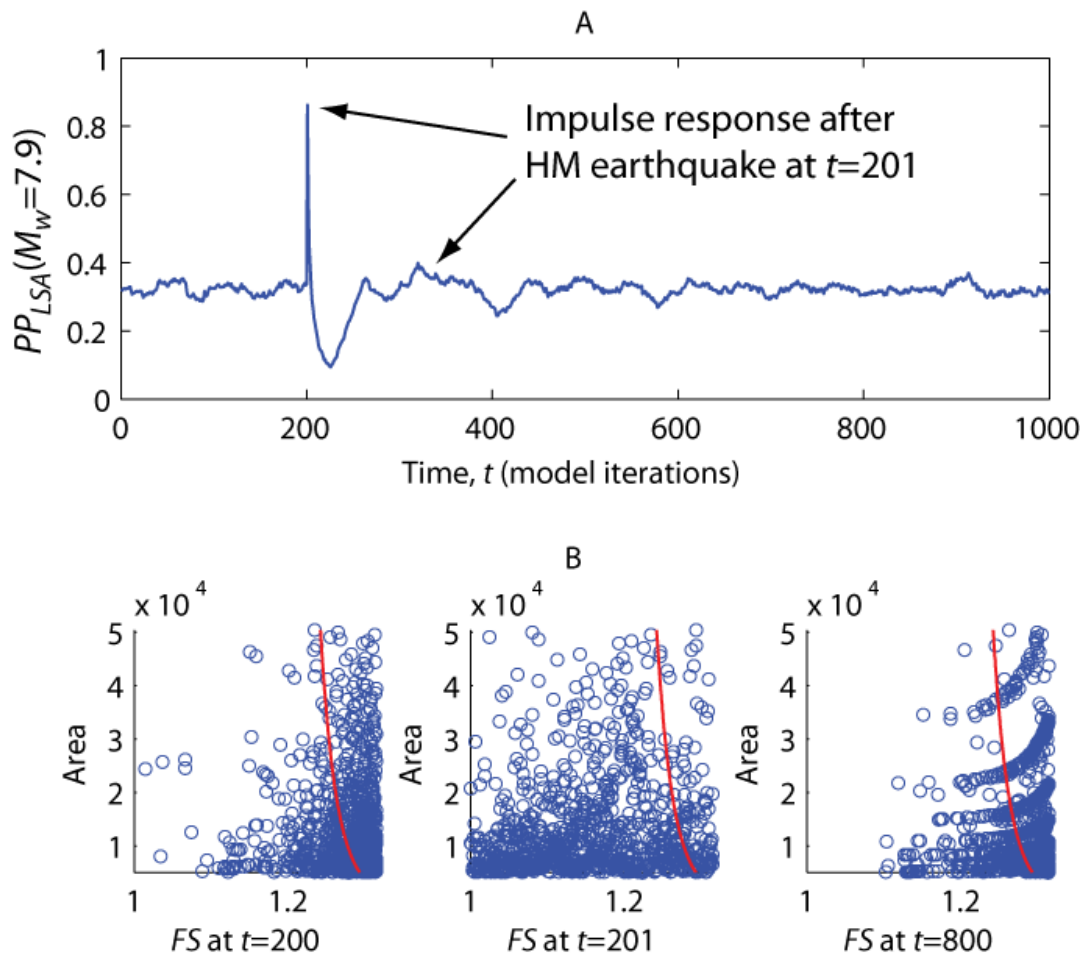 A
1
0.8
0.6
0.4
0.2
0
PP_LSA(M_w=7.9)
Impulse response after
HM earthquake at t=201
0 200 400 600 800 1000
Time, t (model iterations)
B
x 10^4 x 10^4 x 10^4
5 5 5
4 4 4
3 3 3
2 2 2
1 1 1
Area Area Area
1 1.2 1 1.2 1 1.2
FS at t=200 FS at t=201 FS at t=800